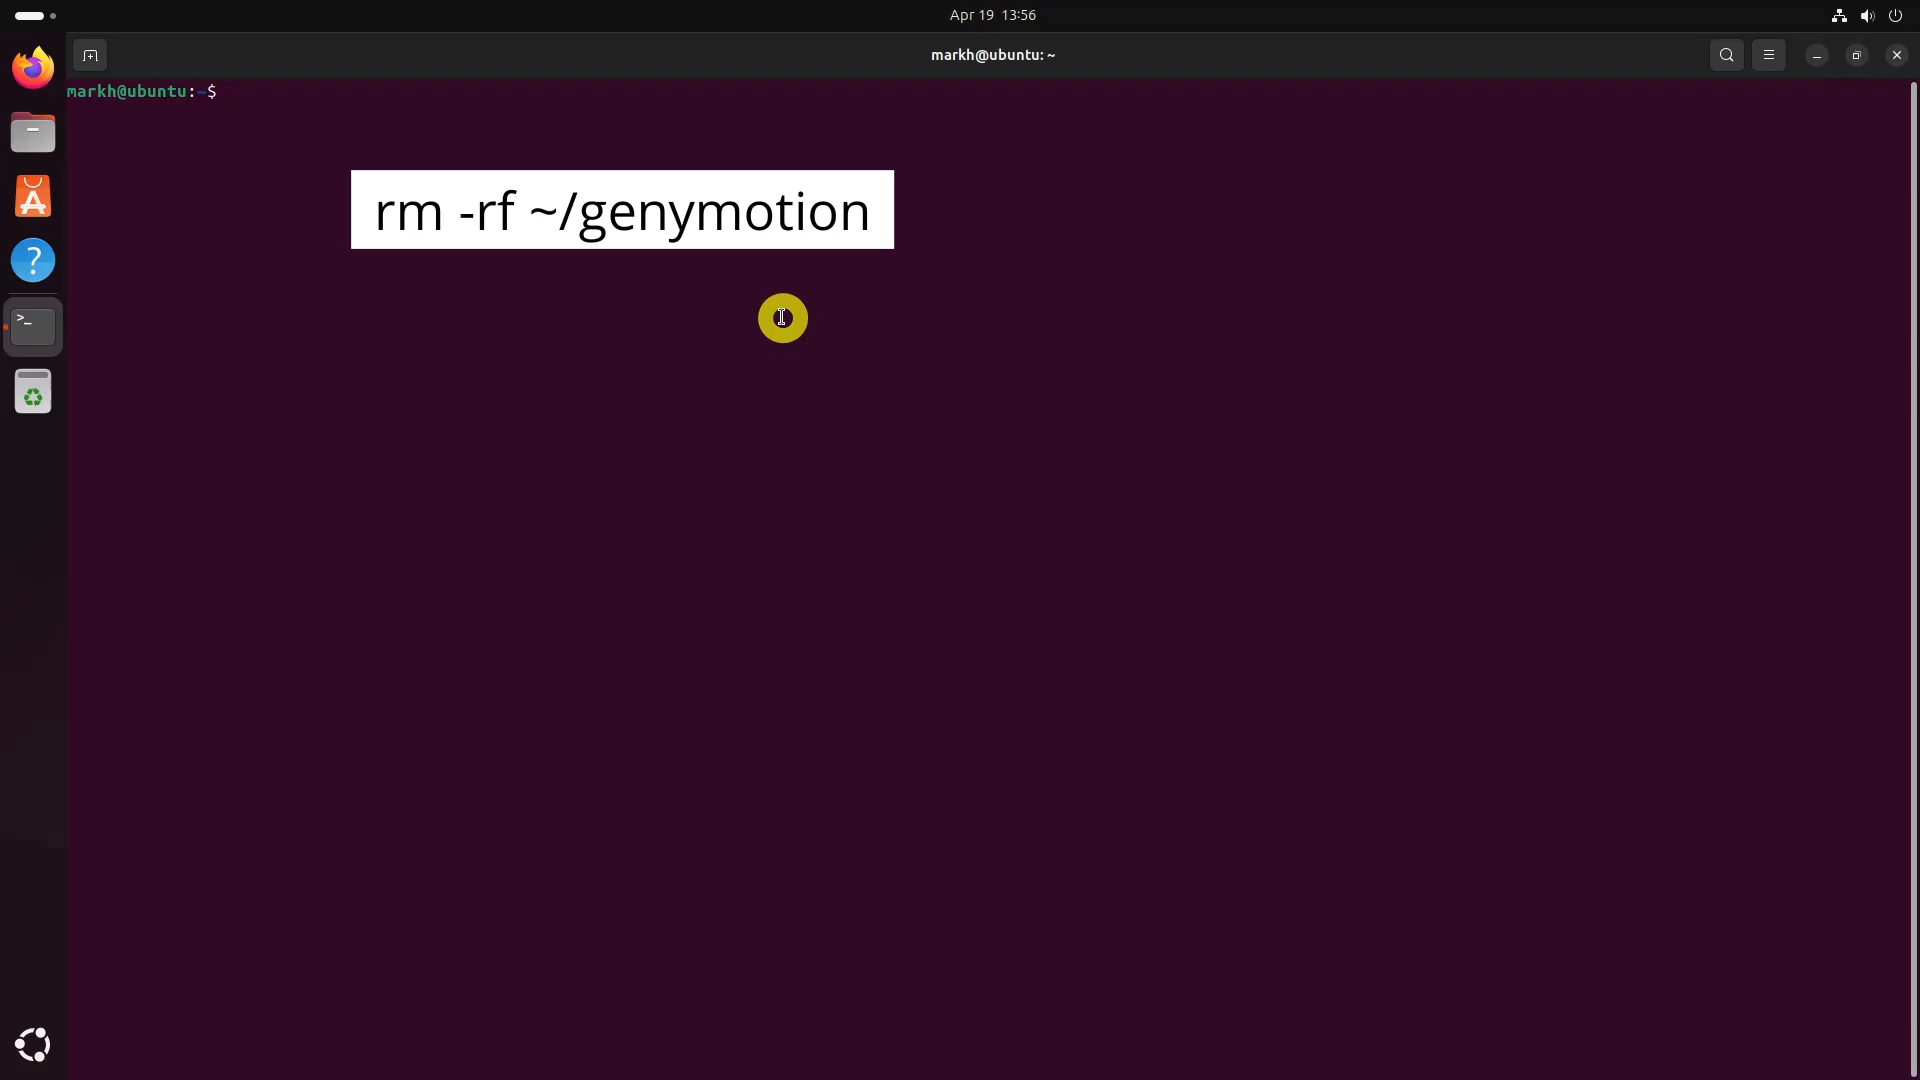 Apr 19 13:56
markh@ubuntu: ~
markh@ubuntu:~$
rm -rf ~/genymotion